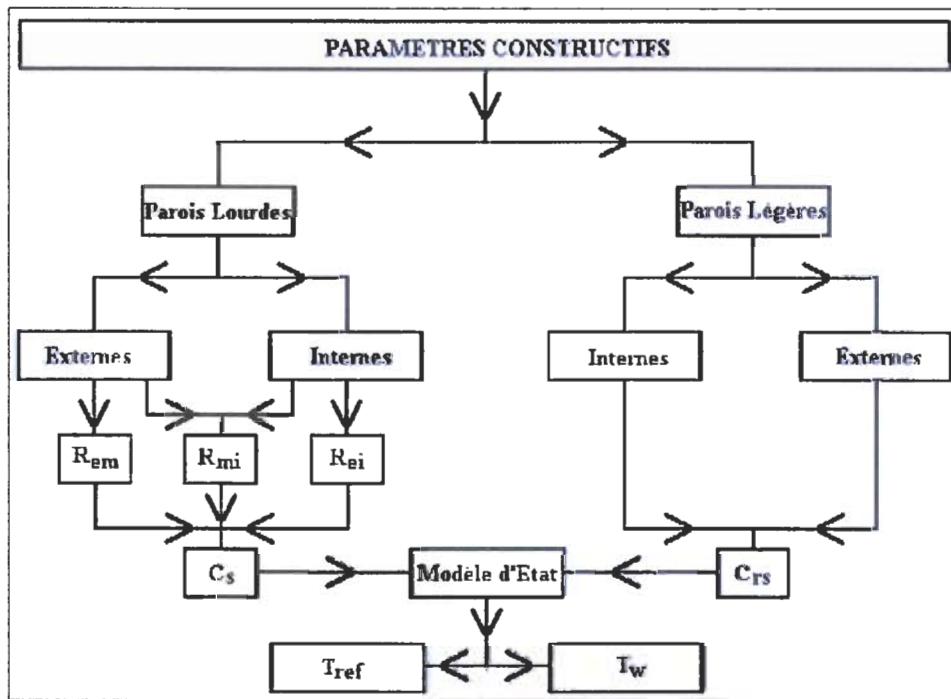 PARAMETRES CONSTRUCTIFS
Parois Lourdes
Parois Légères
Externes
Internes
Internes
Externes
Rem
Rmi
Rei
Cs
Modèle d'Etat
Crs
Tref
Tw